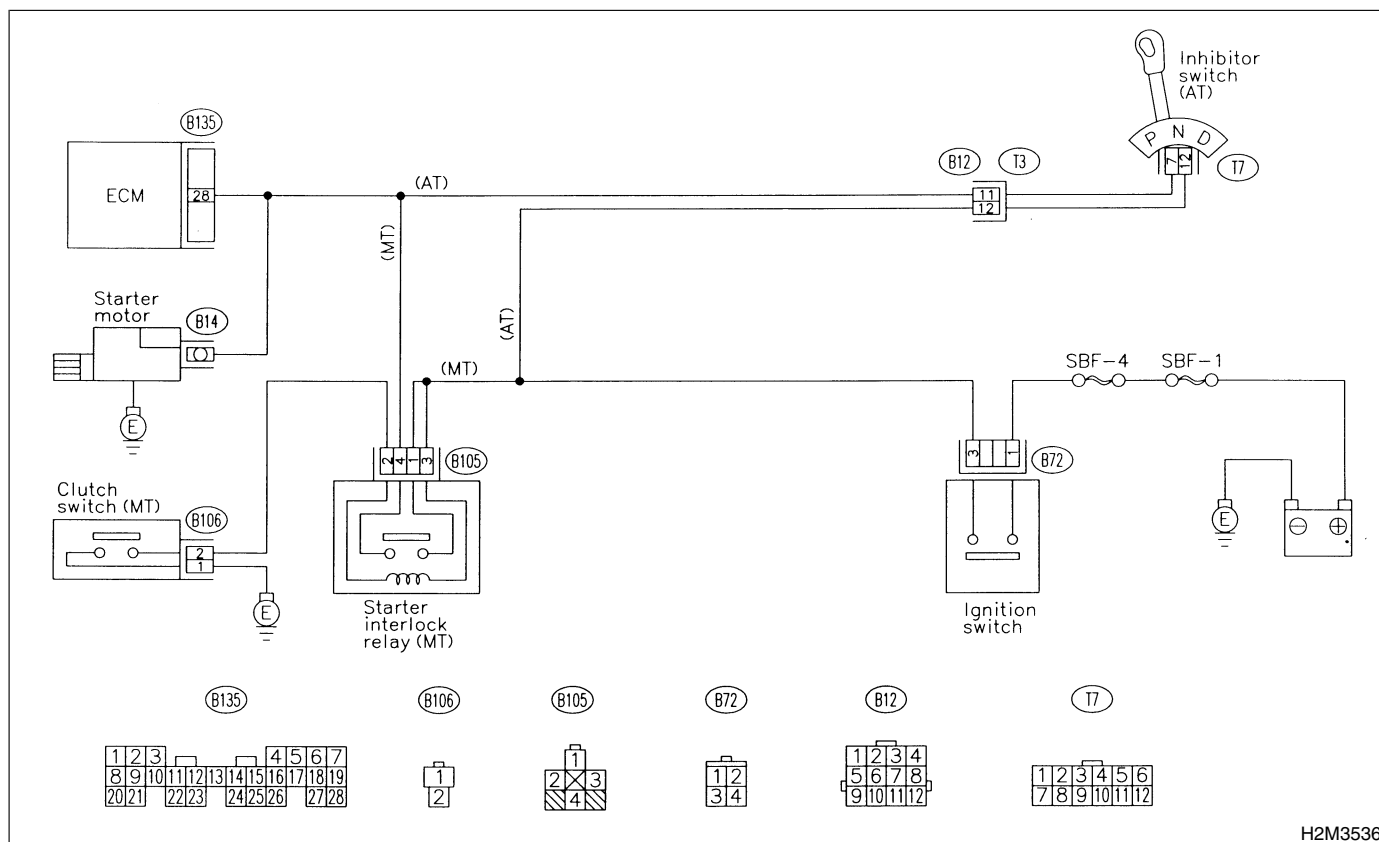 Inhibitor
switch
(AT)
P N D
7 12
T7
B135
ECM
28
(AT)
B12
T3
11
12
(MT)
(AT)
Starter
motor
B14
E
(MT)
SBF-4
SBF-1
2 4 1 3
B105
3 1
B72
Clutch
switch (MT)
B106
2
1
E
E
⊖ ⊕
Starter
interlock
relay (MT)
Ignition
switch
B135
B106
B105
B72
B12
T7
1 2 3 4 5 6 7
8 9 10 11 12 13 14 15 16 17 18 19
20 21 22 23 24 25 26 27 28
1
2
1
2 3
4
1 2
3 4
1 2 3 4
5 6 7 8
9 10 11 12
1 2 3 4 5 6
7 8 9 10 11 12
H2M3536